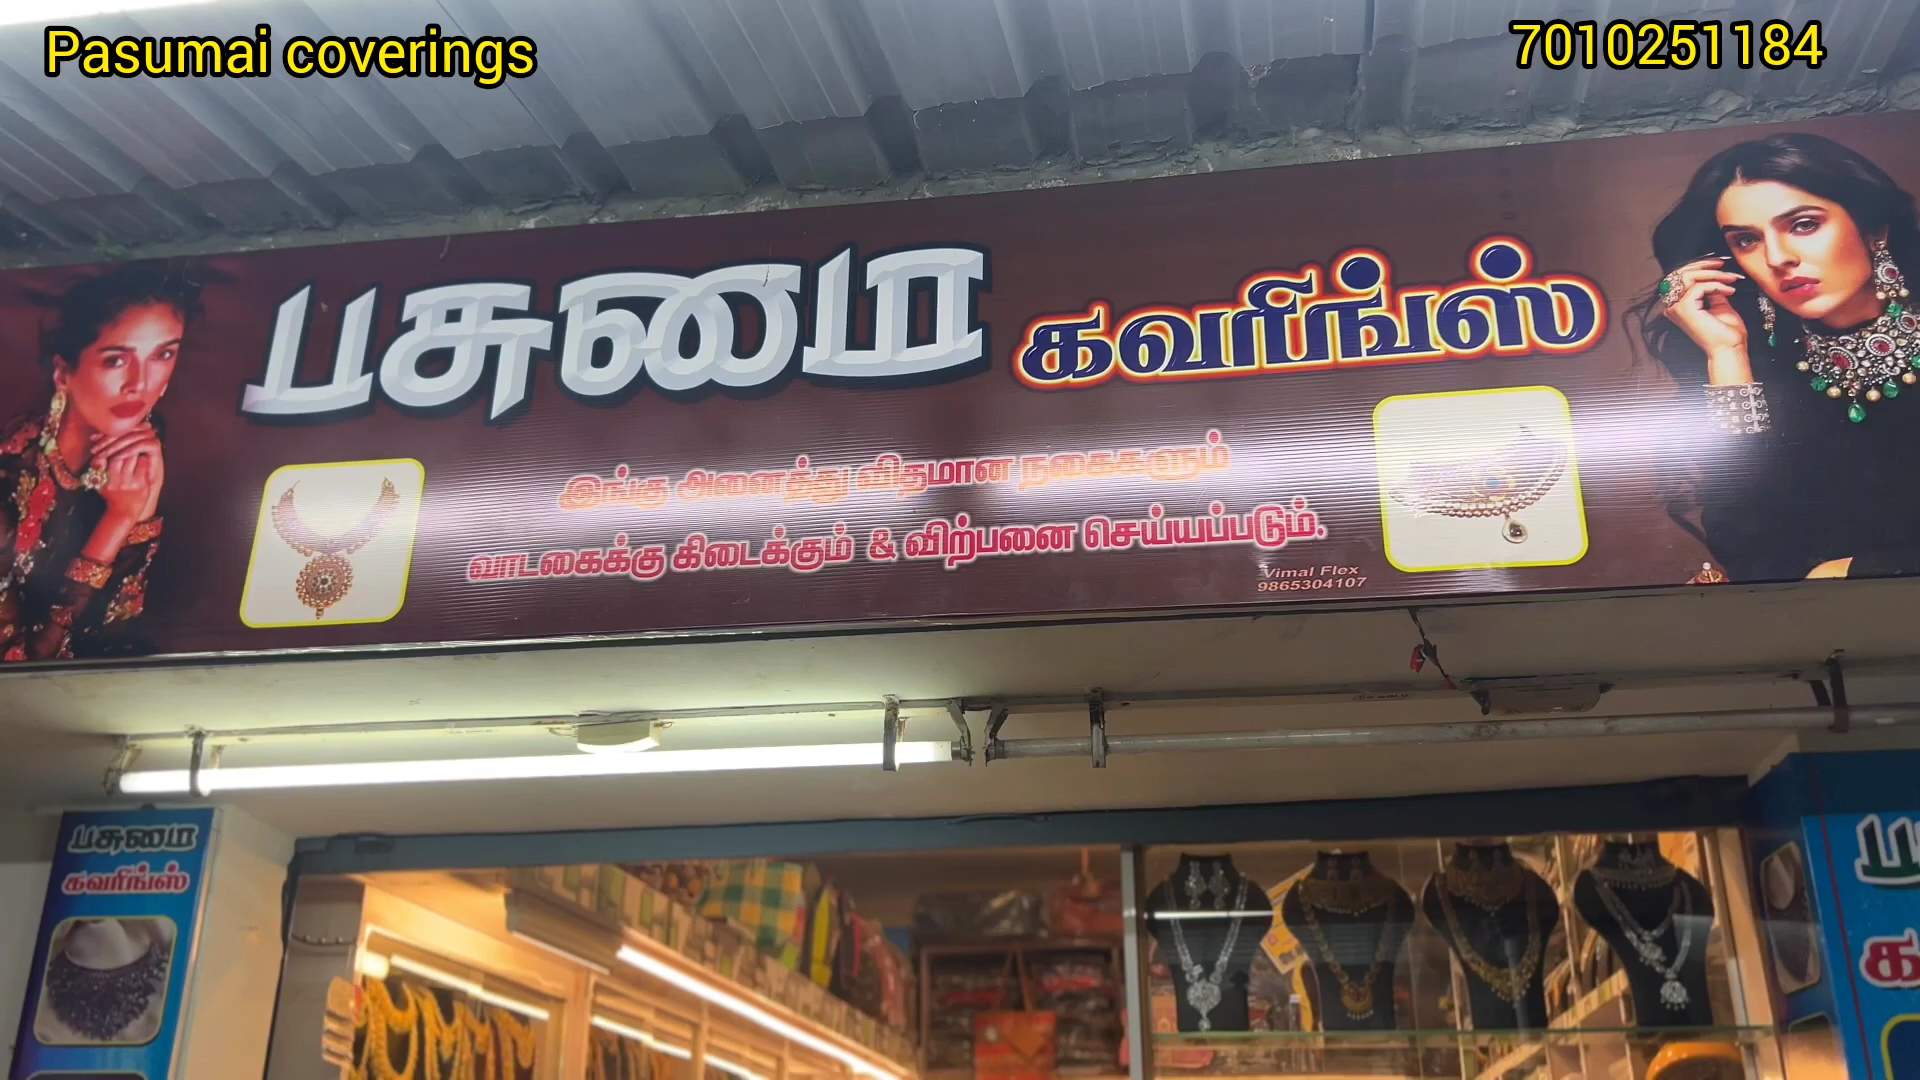 Pasumai coverings
7010251184
பசுமை கவரிங்ஸ்
இங்கு அனைத்து விதமான நகைகளும்
வாடகைக்கு கிடைக்கும் & விற்பனை செய்யப்படும்.
Vimal Flex
9865304107
பசுமை
கவரிங்ஸ்
ப
க